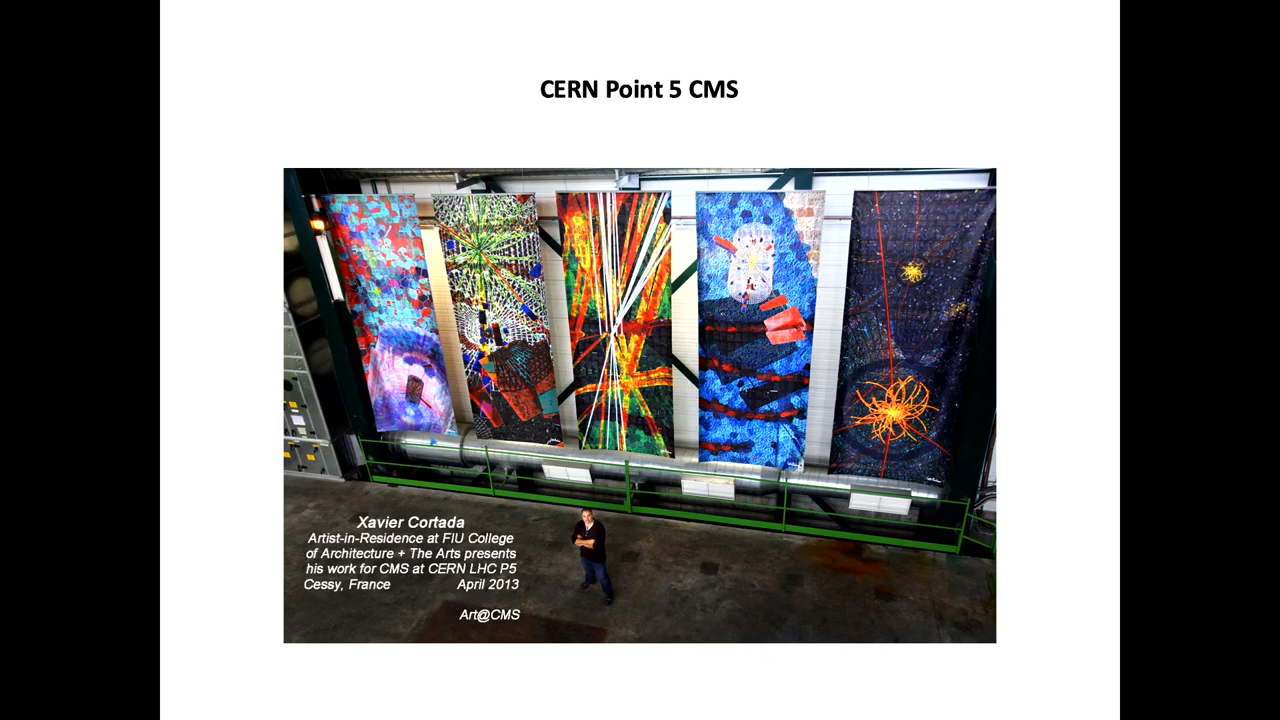 CERN Point 5 CMS
Xavier Cortada
Artist-in-Residence at FIU College
of Architecture + The Arts presents
his work for CMS at CERN LHC P5
Cessy, France April 2013
Art@CMS